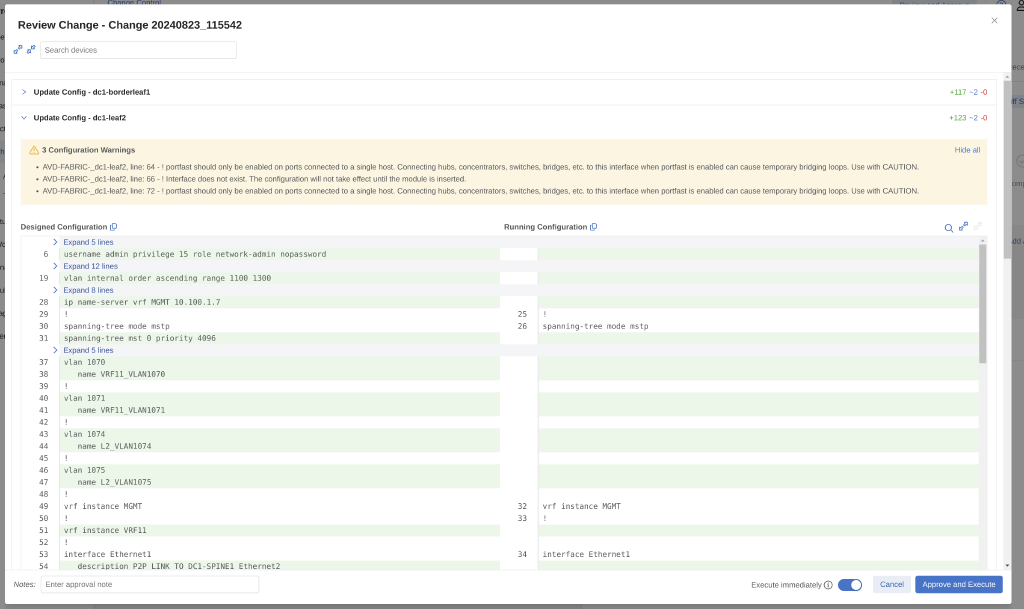 Change Control
Review Change - Change 20240823_115542
Search devices
Update Config - dc1-borderleaf1
+117 ~2 -0
Update Config - dc1-leaf2
+123 ~2 -0
3 Configuration Warnings
Hide all
• AVD-FABRIC-_dc1-leaf2, line: 64 - ! portfast should only be enabled on ports connected to a single host. Connecting hubs, concentrators, switches, bridges, etc. to this interface when portfast is enabled can cause temporary bridging loops. Use with CAUTION.
• AVD-FABRIC-_dc1-leaf2, line: 66 - ! Interface does not exist. The configuration will not take effect until the module is inserted.
• AVD-FABRIC-_dc1-leaf2, line: 72 - ! portfast should only be enabled on ports connected to a single host. Connecting hubs, concentrators, switches, bridges, etc. to this interface when portfast is enabled can cause temporary bridging loops. Use with CAUTION.
Designed Configuration
Running Configuration
Expand 5 lines
6 username admin privilege 15 role network-admin nopassword
Expand 12 lines
19 vlan internal order ascending range 1100 1300
Expand 8 lines
28 ip name-server vrf MGMT 10.100.1.7
29 ! 25 !
30 spanning-tree mode mstp 26 spanning-tree mode mstp
31 spanning-tree mst 0 priority 4096
Expand 5 lines
37 vlan 1070
38 name VRF11_VLAN1070
39 !
40 vlan 1071
41 name VRF11_VLAN1071
42 !
43 vlan 1074
44 name L2_VLAN1074
45 !
46 vlan 1075
47 name L2_VLAN1075
48 !
49 vrf instance MGMT 32 vrf instance MGMT
50 ! 33 !
51 vrf instance VRF11
52 !
53 interface Ethernet1 34 interface Ethernet1
54 description P2P LINK TO DC1-SPINE1 Ethernet2
Notes:
Enter approval note
Execute immediately
Cancel
Approve and Execute